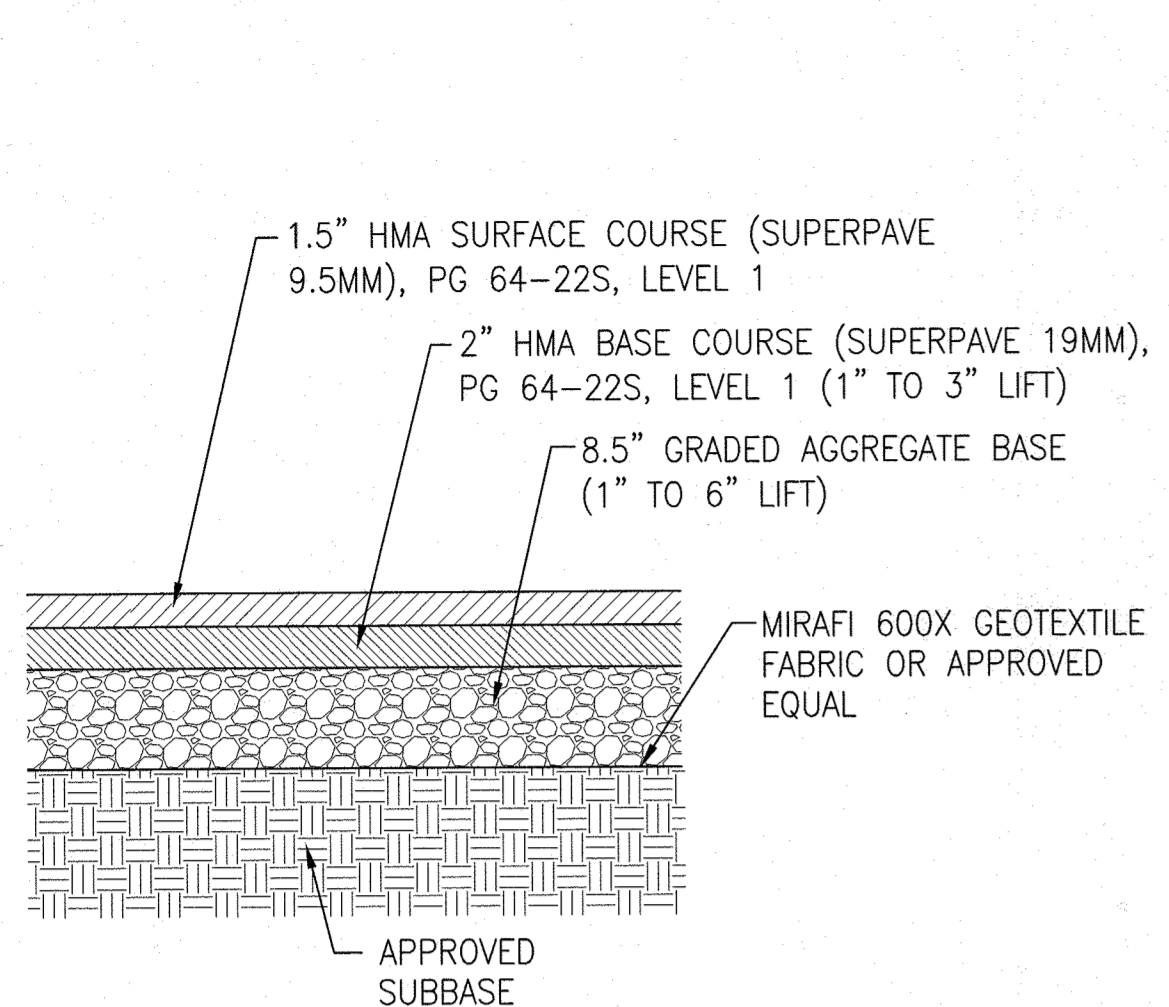 1.5” HMA SURFACE COURSE (SUPERPAVE
9.5MM), PG 64-22S, LEVEL 1
2” HMA BASE COURSE (SUPERPAVE 19MM),
PG 64-22S, LEVEL 1 (1” TO 3” LIFT)
8.5” GRADED AGGREGATE BASE
(1” TO 6” LIFT)
MIRAFI 600X GEOTEXTILE
FABRIC OR APPROVED
EQUAL
APPROVED
SUBBASE